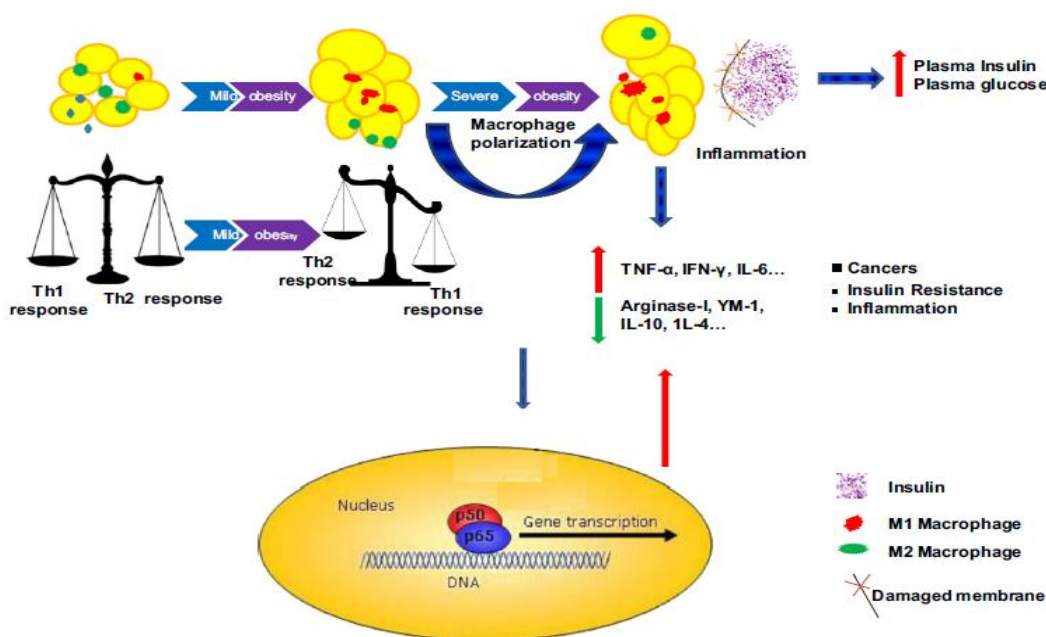 Mild obesity
Severe obesity
Macrophage
polarization
Inflammation
Plasma Insulin
Plasma glucose
Mild obesity
Th1
response
Th2 response
Th2
response
Th1
response
TNF-α, IFN-γ, IL-6...
Arginase-I, YM-1,
IL-10, 1L-4...
Cancers
Insulin Resistance
Inflammation
Nucleus
p50
p65
Gene transcription
DNA
Insulin
M1 Macrophage
M2 Macrophage
Damaged membrane